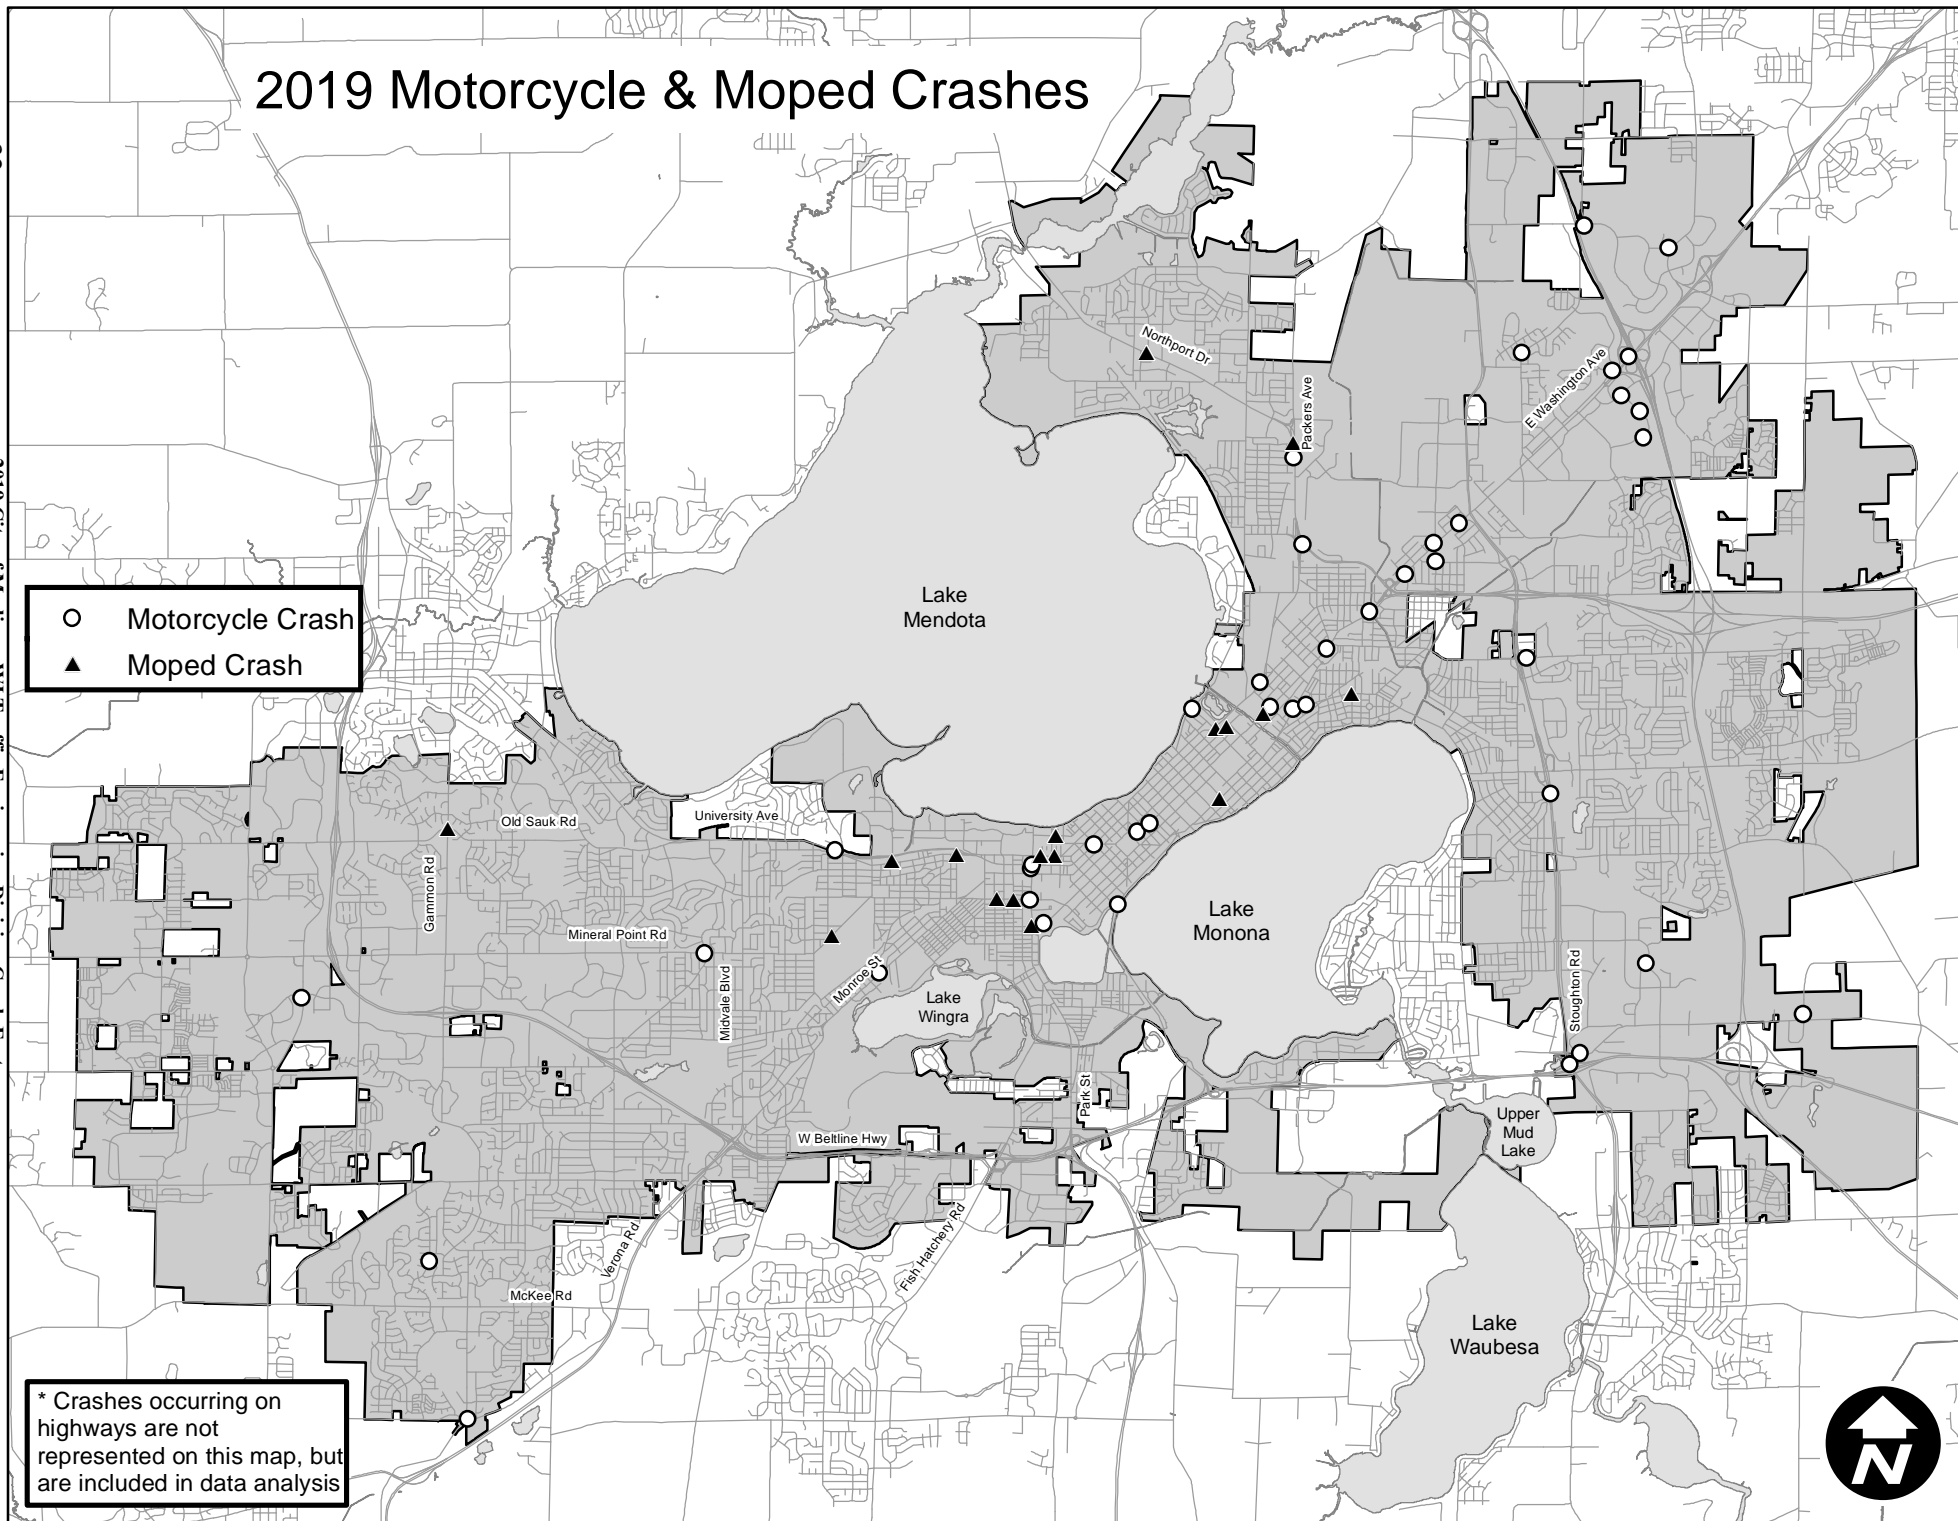 2019 Motorcycle & Moped Crashes
Northport Dr
Packers Ave
E Washington Ave
Lake
Mendota
Motorcycle Crash
Moped Crash
Old Sauk Rd
University Ave
Gammon Rd
Mineral Point Rd
Midvale Blvd
Monroe St
Lake
Wingra
Lake
Monona
Stoughton Rd
Park St
W Beltline Hwy
Upper
Mud
Lake
Verona Rd
Fish Hatchery Rd
McKee Rd
Lake
Waubesa
* Crashes occurring on
highways are not
represented on this map, but
are included in data analysis
N